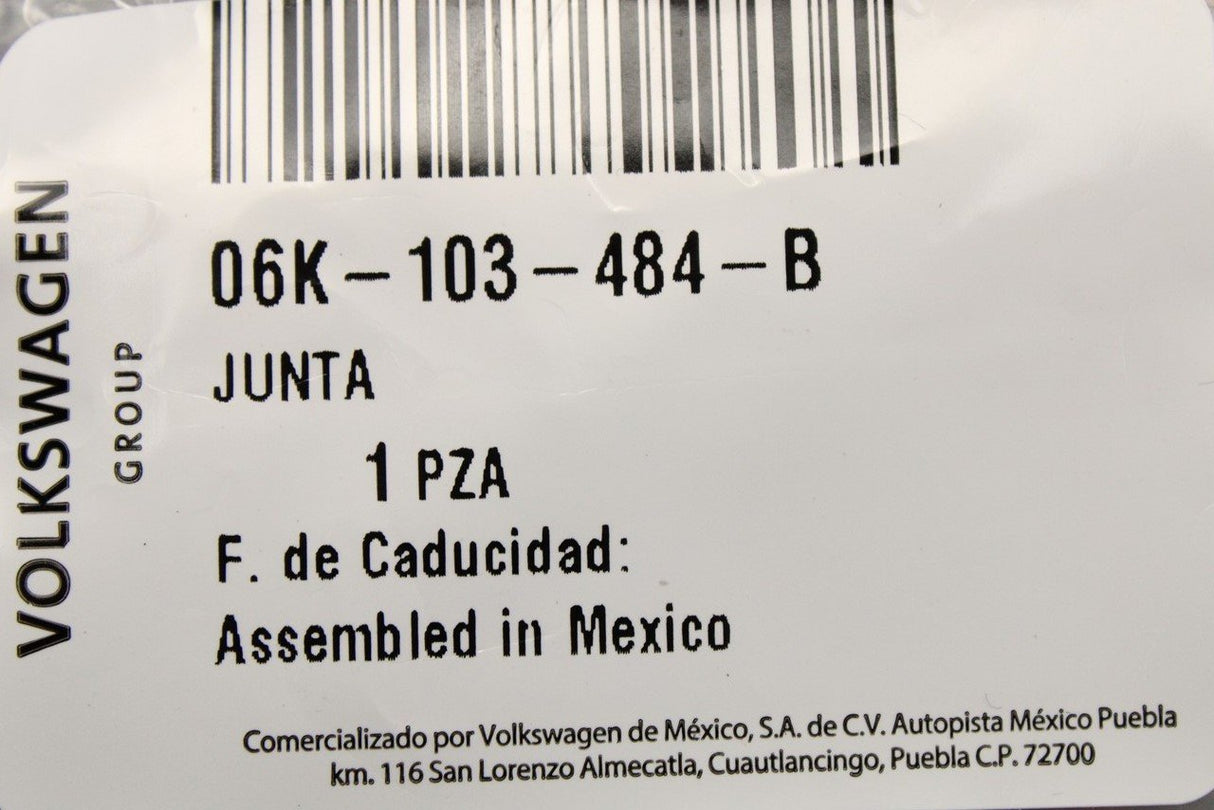 VOLKSWAGEN
GROUP
06K-103-484-B
JUNTA
1 PZA
F. de Caducidad:
Assembled in Mexico
Comercializado por Volkswagen de México, S.A. de C.V. Autopista México Puebla
km. 116 San Lorenzo Almecatla, Cuautlancingo, Puebla C.P. 72700